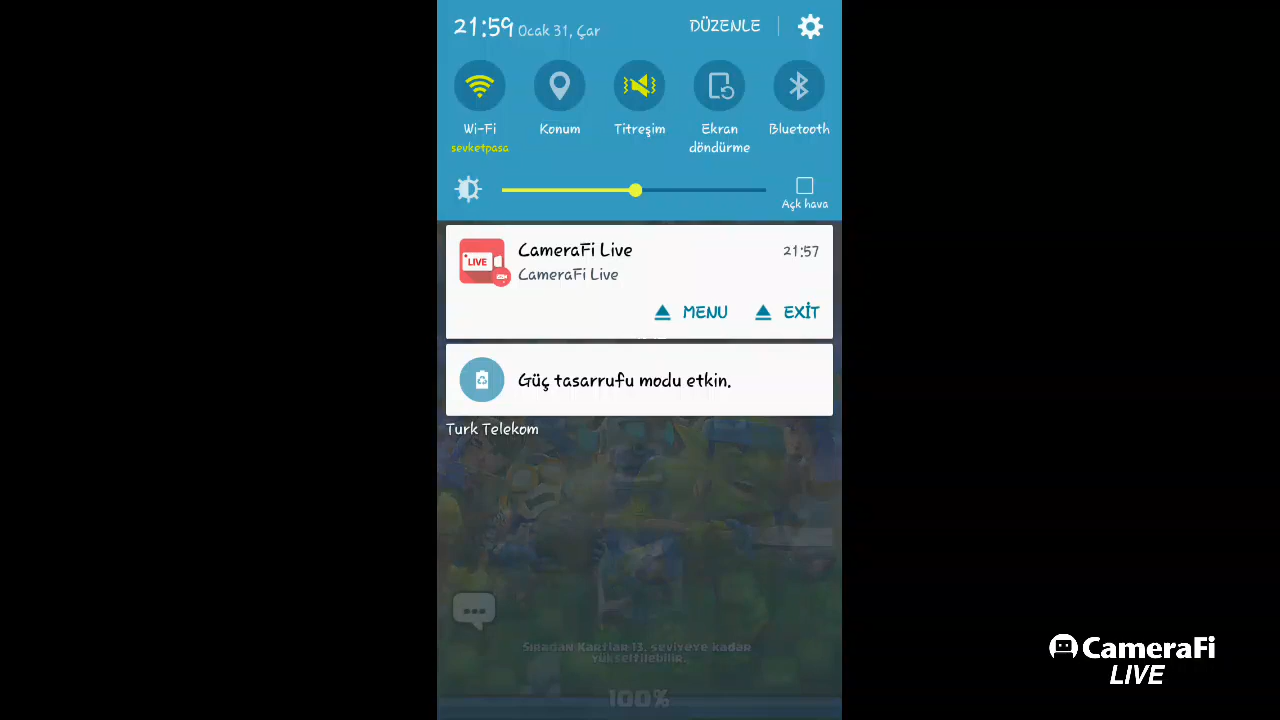 21:59 Ocak 31, Çar DÜZENLE
Wi-Fi Konum Titreşim Ekran döndürme Bluetooth
sevketpasa
Açk hava
CameraFi Live 21:57
LIVE
CameraFi Live
MENU EXİT
Güç tasarrufu modu etkin.
Turk Telekom
Sıradan Kartlar 13. seviyeye kadar
yükseltilebilir.
100%
CameraFi
LIVE